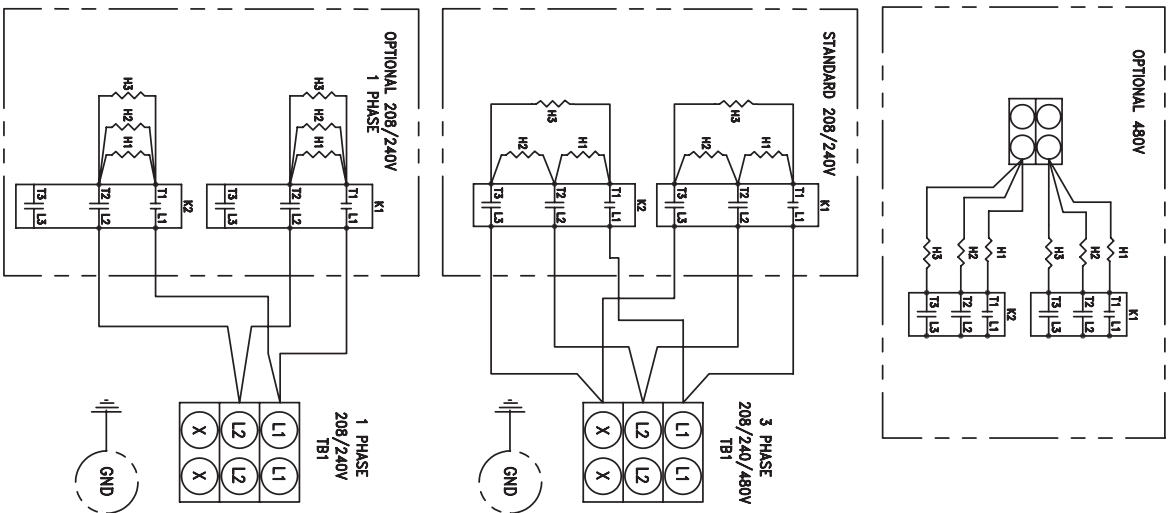 OPTIONAL 480V
H1
K1
T1 L1
H2
T2 L2
H3
T3 L3
H1
K2
T1 L1
H2
T2 L2
H3
T3 L3
STANDARD 208/240V
K1
H1
T1 L1
H2
T2 L2
H3
T3 L3
K2
H1
T1 L1
H2
T2 L2
H3
T3 L3
3 PHASE
208/240/480V
TB1
L1 L1
L2 L2
X X
GND
OPTIONAL 208/240V
1 PHASE
K1
H1
T1 L1
H2
T2 L2
H3
T3 L3
K2
H1
T1 L1
H2
T2 L2
H3
T3 L3
1 PHASE
208/240V
TB1
L1 L1
L2 L2
X X
GND